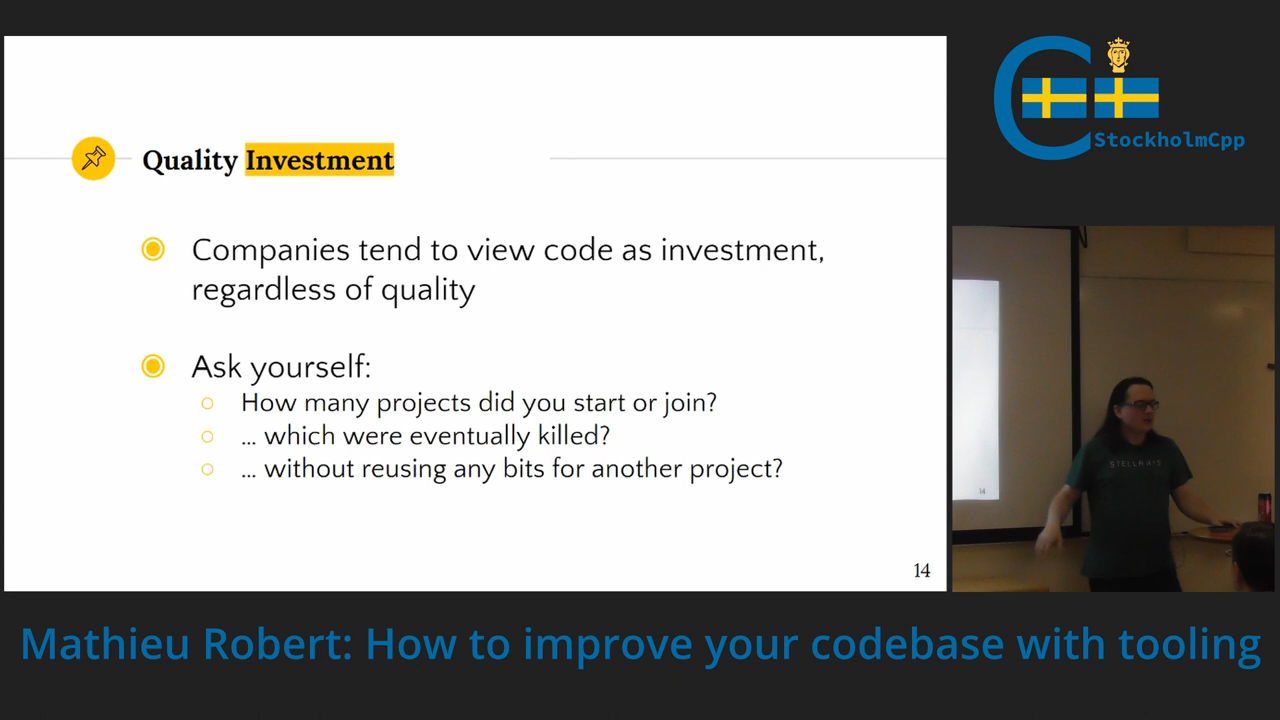 Quality Investment
Companies tend to view code as investment,
regardless of quality
Ask yourself:
How many projects did you start or join?
... which were eventually killed?
... without reusing any bits for another project?
14
StockholmCpp
14
Mathieu Robert: How to improve your codebase with tooling